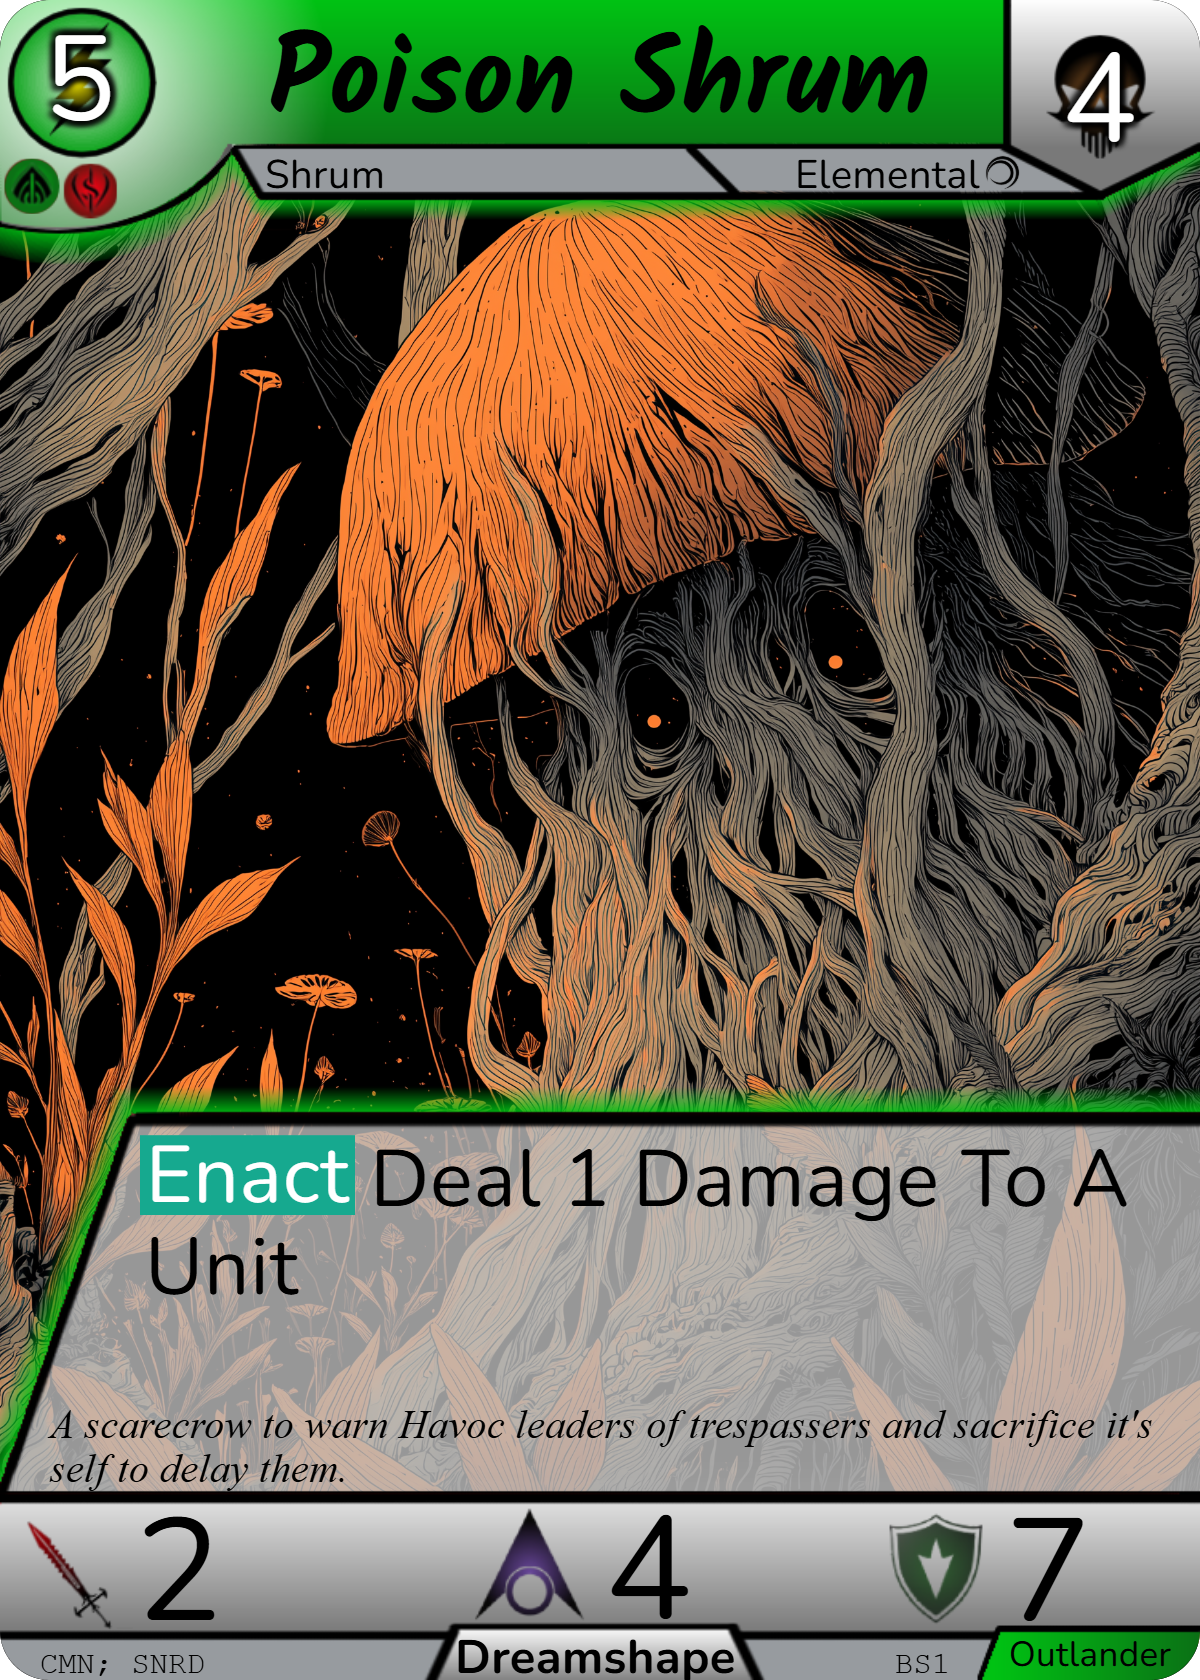 5
Poison Shrum
4
Shrum
Elemental
Enact Deal 1 Damage To A
Unit
A scarecrow to warn Havoc leaders of trespassers and sacrifice it's
self to delay them.
2
4
7
CMN; SNRD
Dreamshape
BS1
Outlander